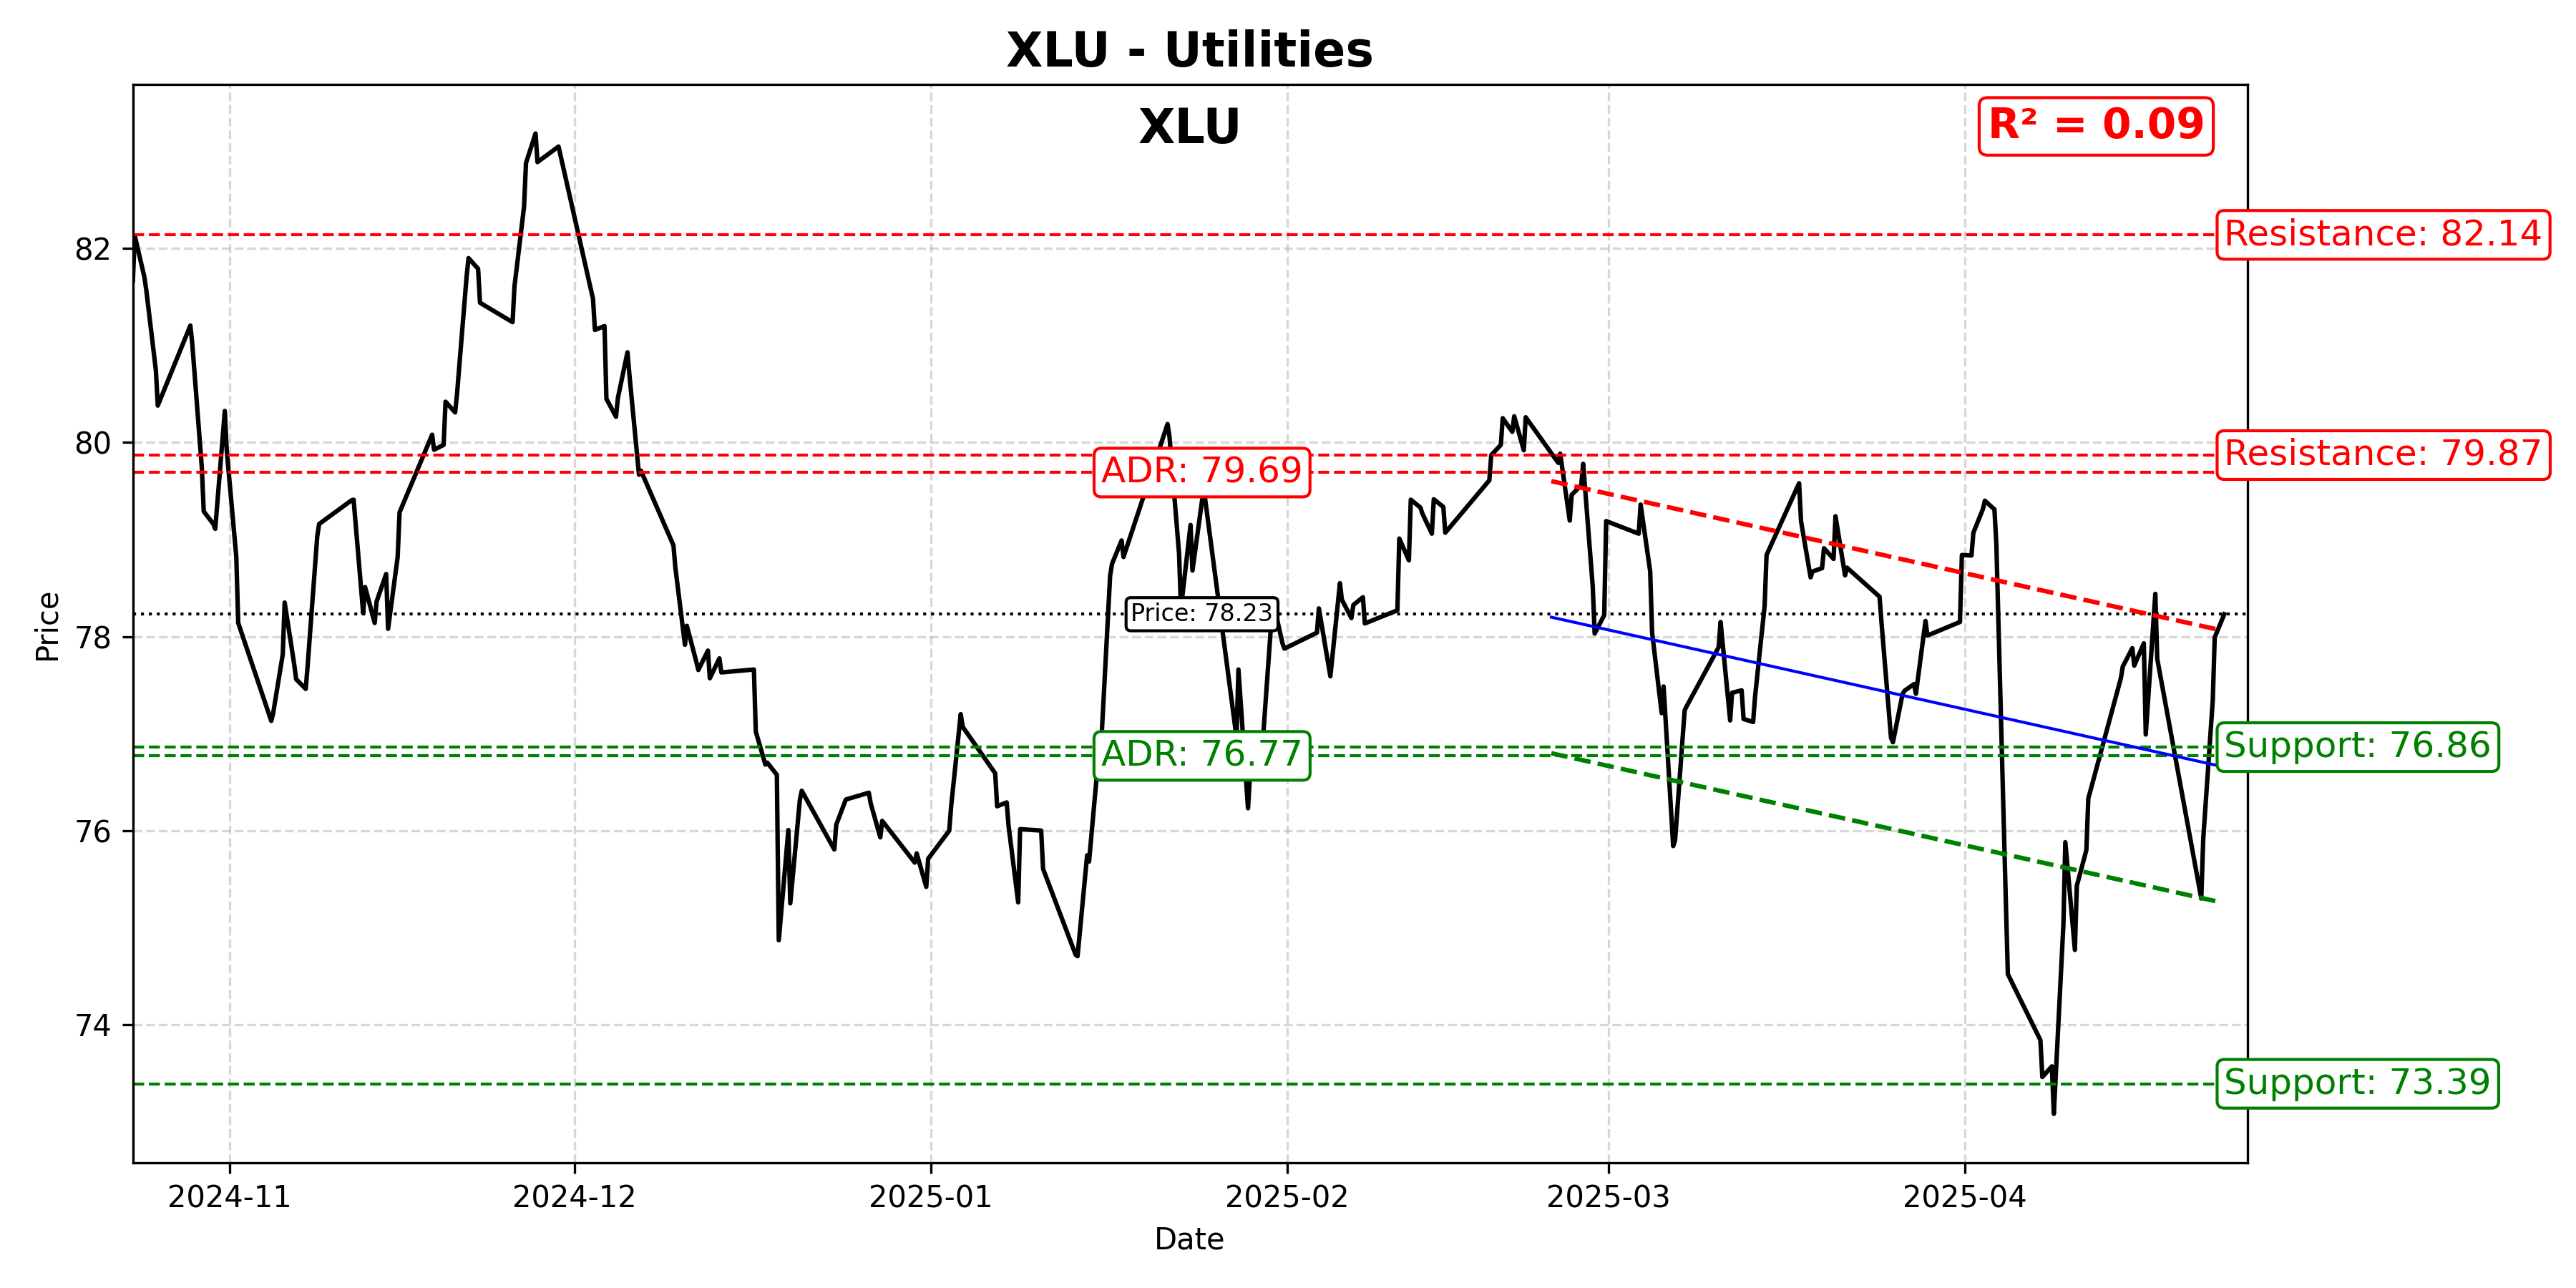 XLU - Utilities
XLU
R² = 0.09
Resistance: 82.14
82
80
Resistance: 79.87
ADR: 79.69
Price: 78.23
78
Price
Support: 76.86
ADR: 76.77
76
74
Support: 73.39
2024-11
2024-12
2025-01
2025-02
2025-03
2025-04
Date